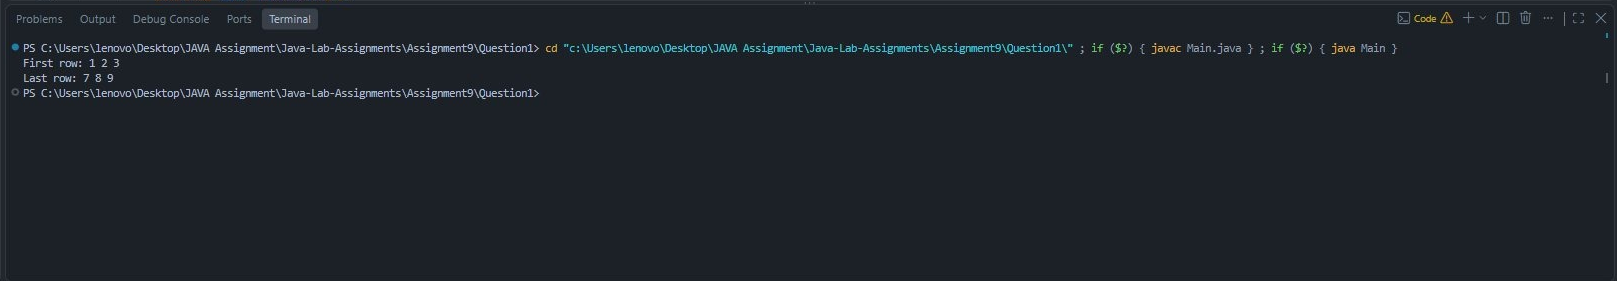 Problems Output Debug Console Ports Terminal Code
PS C:\Users\lenovo\Desktop\JAVA Assignment\Java-Lab-Assignments\Assignment9\Question1> cd "c:\Users\lenovo\Desktop\JAVA Assignment\Java-Lab-Assignments\Assignment9\Question1\" ; if ($?) { javac Main.java } ; if ($?) { java Main }
First row: 1 2 3
Last row: 7 8 9
PS C:\Users\lenovo\Desktop\JAVA Assignment\Java-Lab-Assignments\Assignment9\Question1>